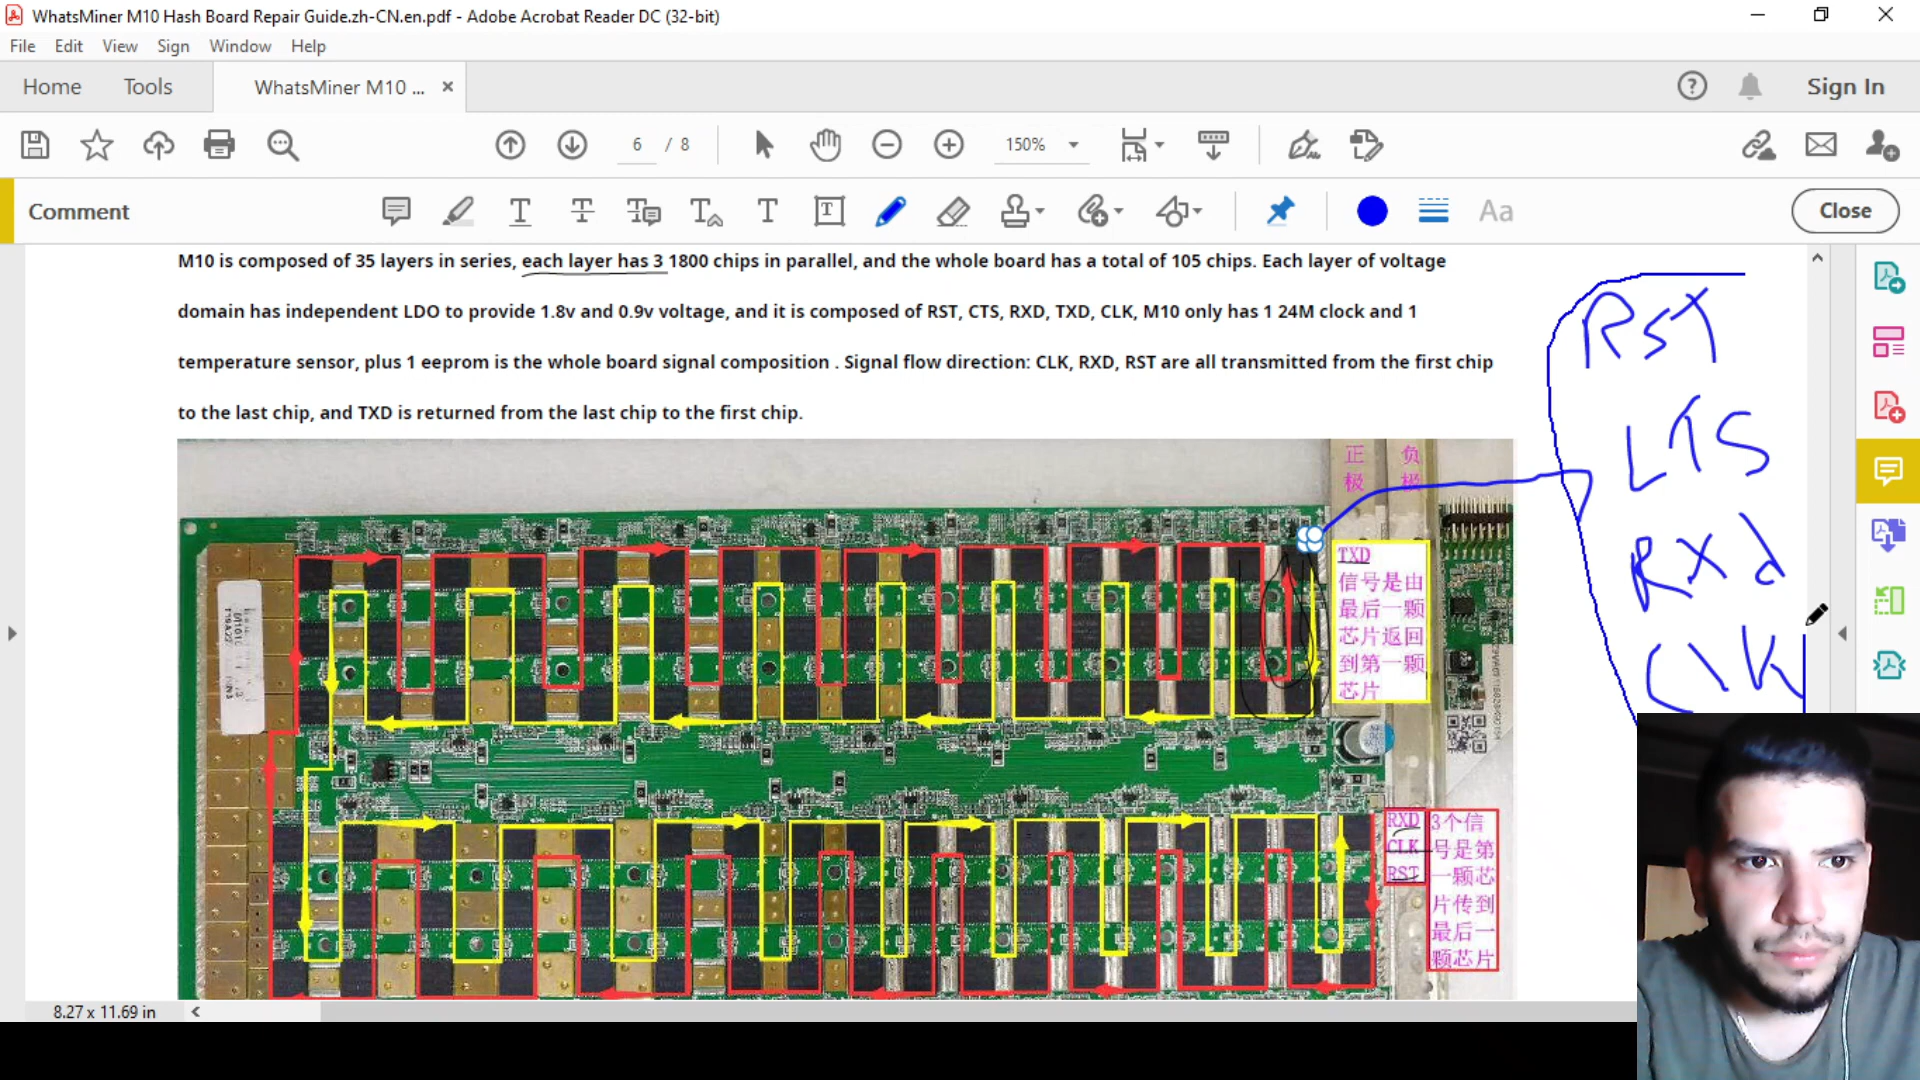 WhatsMiner M10 Hash Board Repair Guide.zh-CN.en.pdf - Adobe Acrobat Reader DC (32-bit)
File Edit View Sign Window Help
Home Tools WhatsMiner M10 ... × Sign In
6 / 8 150%
Comment Aa Close
M10 is composed of 35 layers in series, each layer has 3 1800 chips in parallel, and the whole board has a total of 105 chips. Each layer of voltage
domain has independent LDO to provide 1.8v and 0.9v voltage, and it is composed of RST, CTS, RXD, TXD, CLK, M10 only has 1 24M clock and 1
temperature sensor, plus 1 eeprom is the whole board signal composition . Signal flow direction: CLK, RXD, RST are all transmitted from the first chip
to the last chip, and TXD is returned from the last chip to the first chip.
RST
LTS
RXd
ClK
正极
负极
TXD
信号是由
最后一颗
芯片返回
到第一颗
芯片
RXD
CLK
RST
3个信
号是第
一颗芯
片传到
最后一
颗芯片
8.27 x 11.69 in